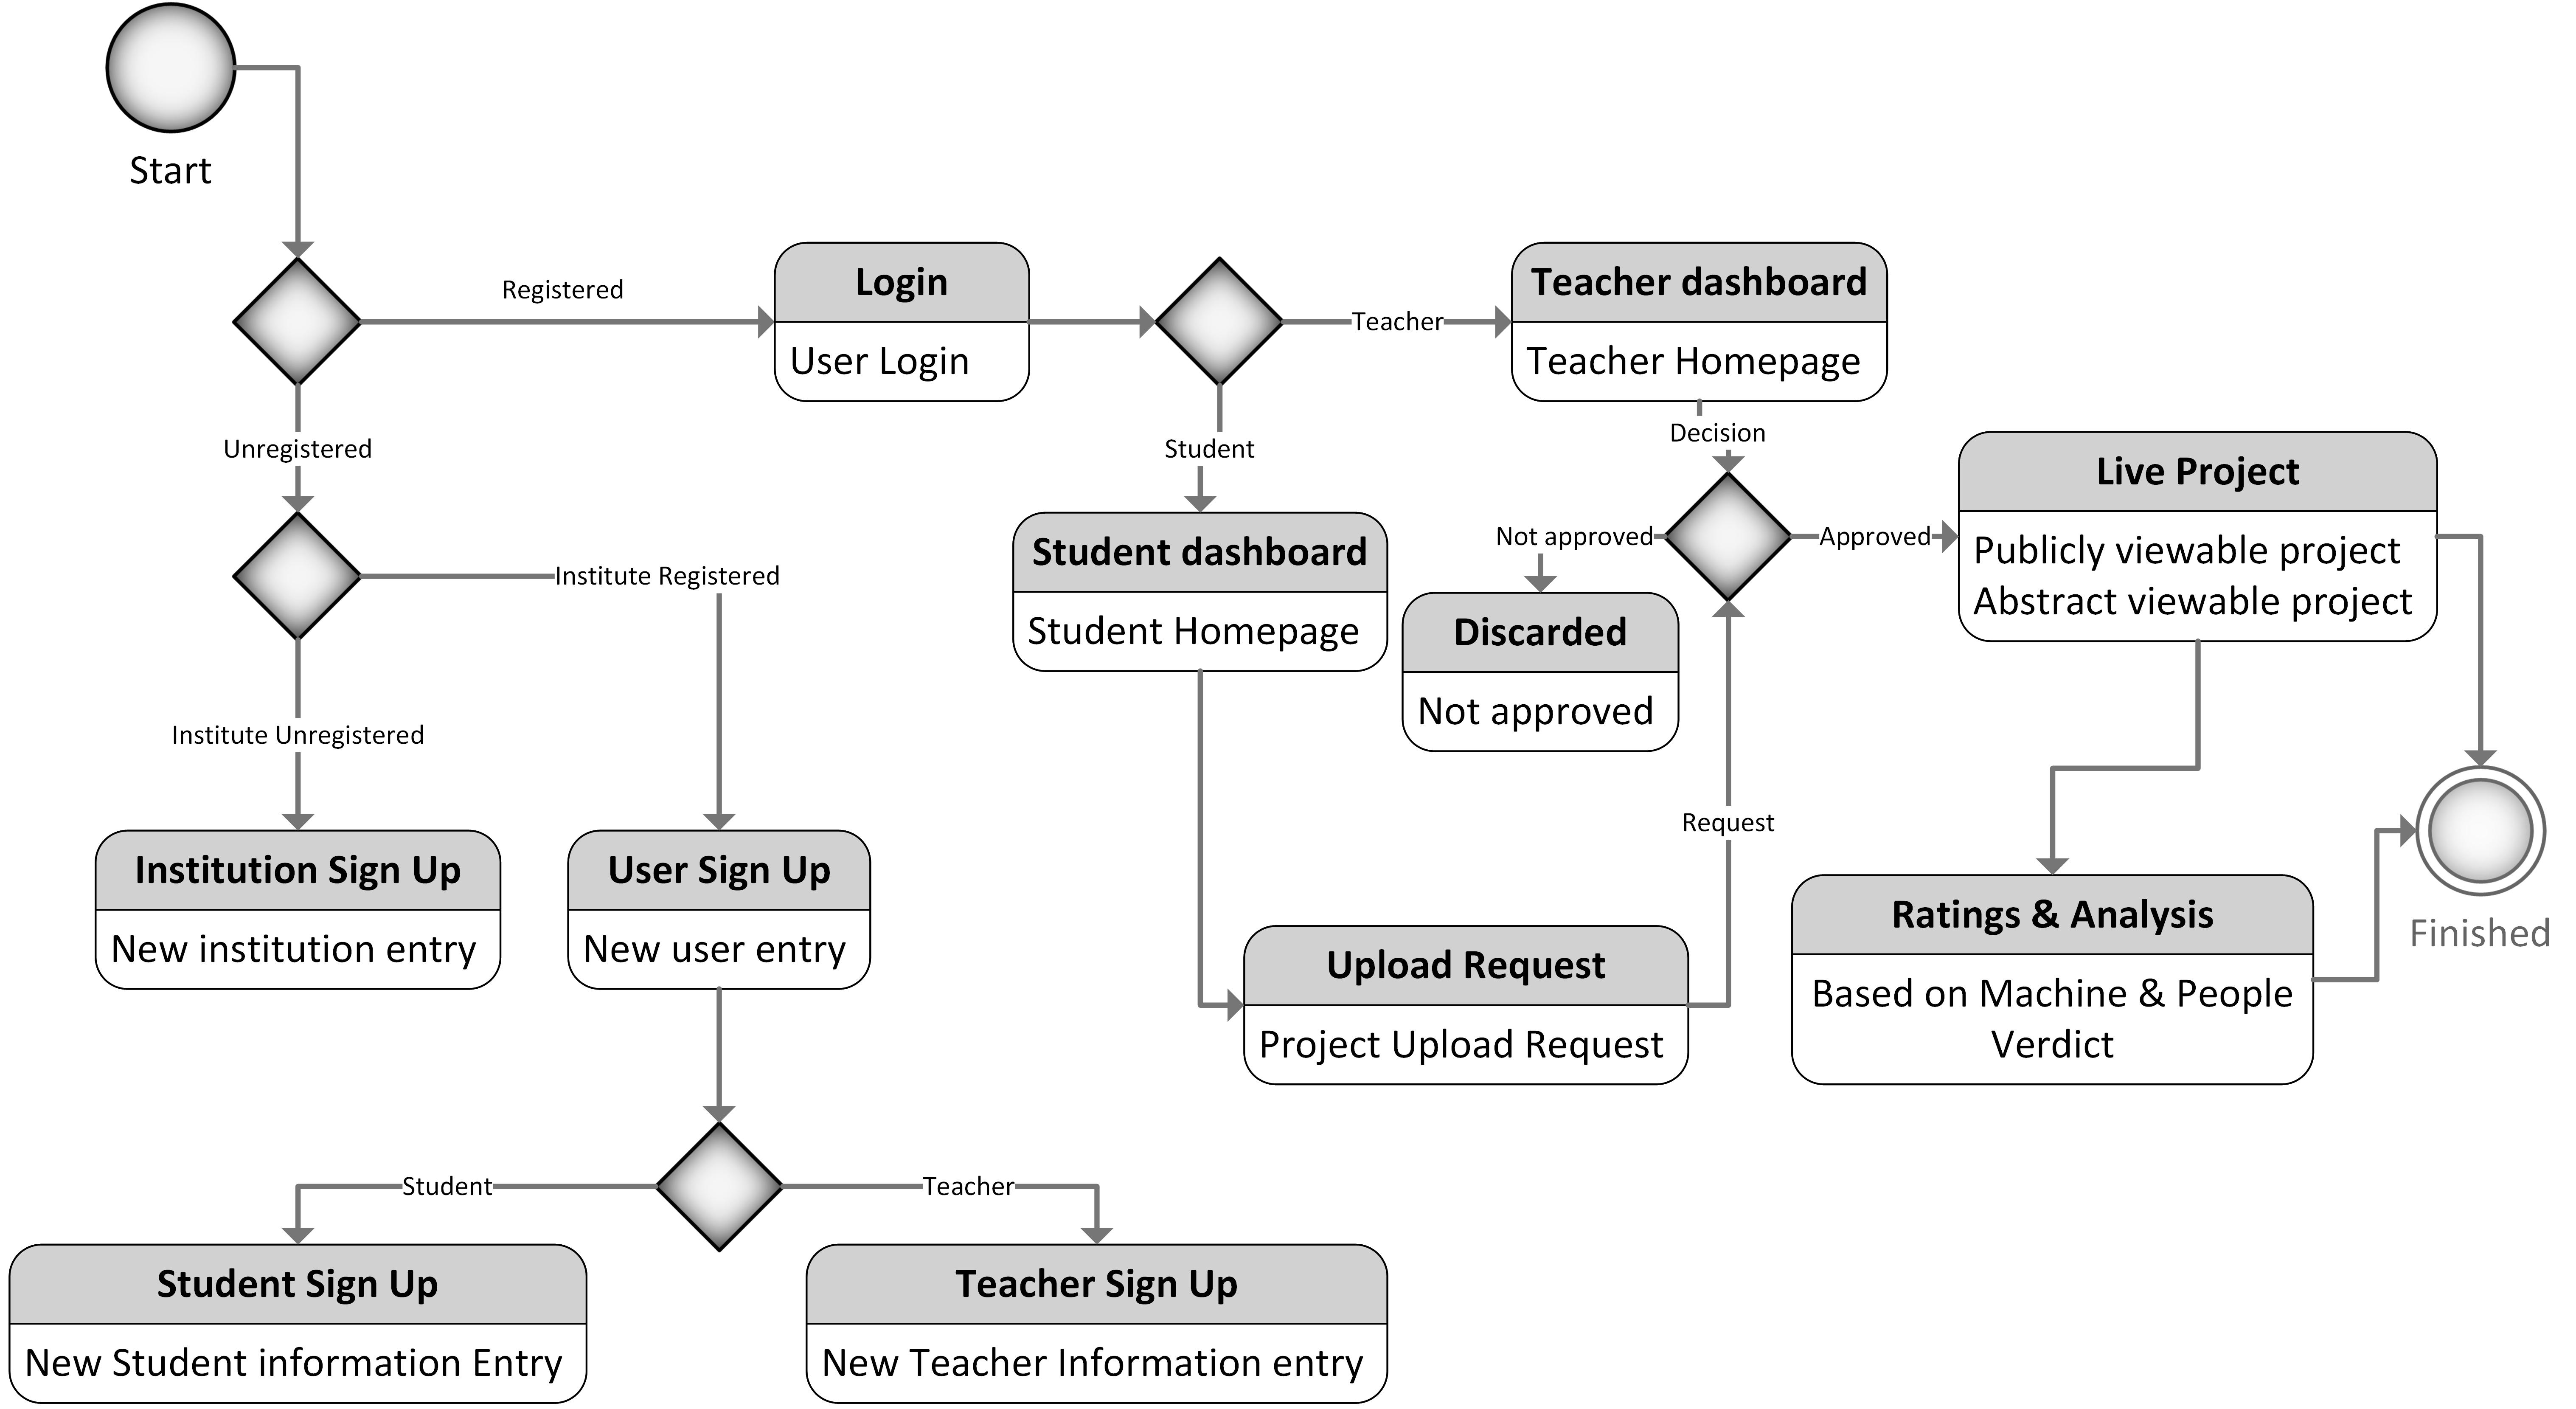 Start
Registered
Login
User Login
Teacher
Teacher dashboard
Teacher Homepage
Unregistered
Student
Decision
Live Project
Publicly viewable project
Abstract viewable project
Not approved
Approved
Student dashboard
Student Homepage
Institute Registered
Discarded
Not approved
Institute Unregistered
Request
Institution Sign Up
New institution entry
User Sign Up
New user entry
Upload Request
Project Upload Request
Ratings & Analysis
Based on Machine & People
Verdict
Finished
Student
Teacher
Student Sign Up
New Student information Entry
Teacher Sign Up
New Teacher Information entry